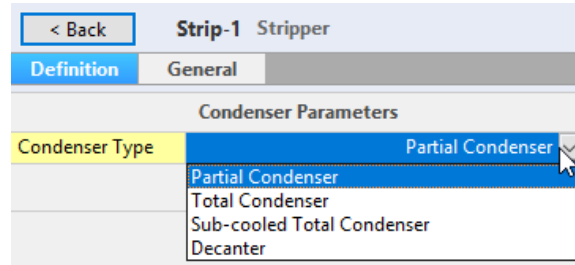 < Back Strip-1 Stripper
Definition General
Condenser Parameters
Condenser Type Partial Condenser
Partial Condenser
Total Condenser
Sub-cooled Total Condenser
Decanter